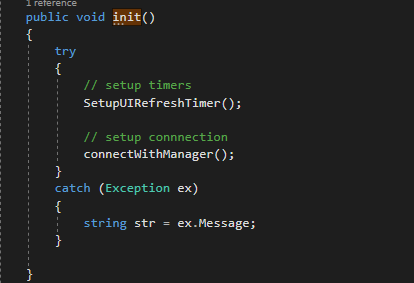 1 reference
public void init()
{
try
{
// setup timers
SetupUIRefreshTimer();
// setup connnection
connectWithManager();
}
catch (Exception ex)
{
string str = ex.Message;
}
}